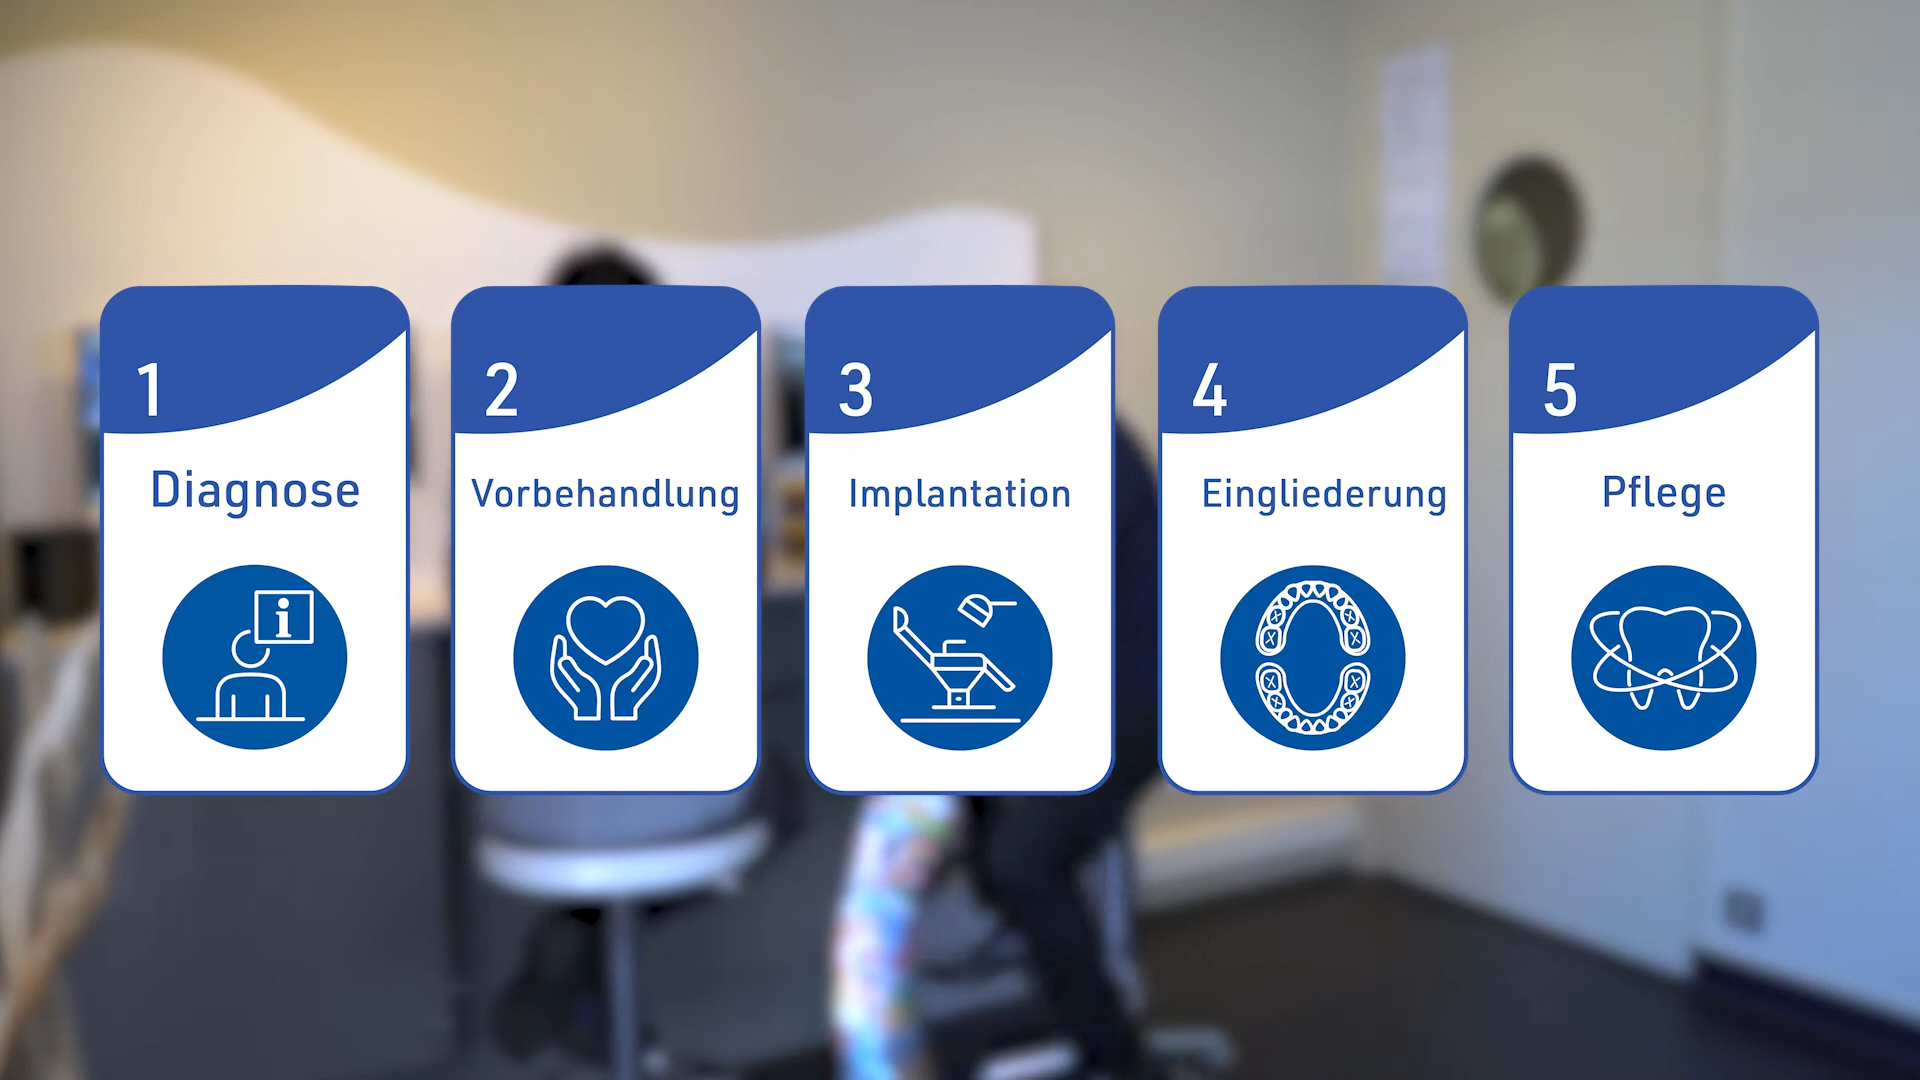 1
Diagnose
i
2
Vorbehandlung
3
Implantation
4
Eingliederung
5
Pflege